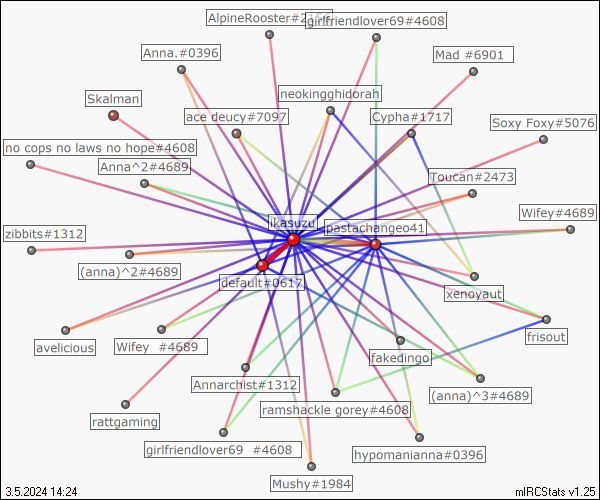 AlpineRooster#2
girlfriendlover69#4608
Anna.#0396
Mad #6901
Skalman
neokingghidorah
ace deucy#7097
Cypha#1717
Soxy Foxy#5076
no cops no laws no hope#4608
Anna^2#4689
Toucan#2473
Wifey#4689
ikasuzu
pastachangeo41
zibbits#1312
(anna)^2#4689
default#0617
xenoyaut
frisout
avelicious
Wifey #4689
fakedingo
Annarchist#1312
(anna)^3#4689
ramshackle gorey#4608
rattgaming
girlfriendlover69 #4608
hypomanianna#0396
Mushy#1984
3.5.2024 14:24
mIRCStats v1.25